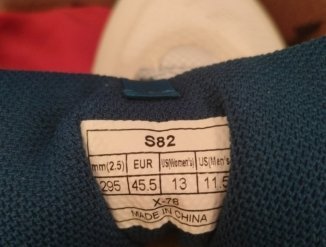 S82
mm(2.5) EUR US(Women's) US(Men's
295 45.5 13 11.5
X-78
MADE IN CHINA